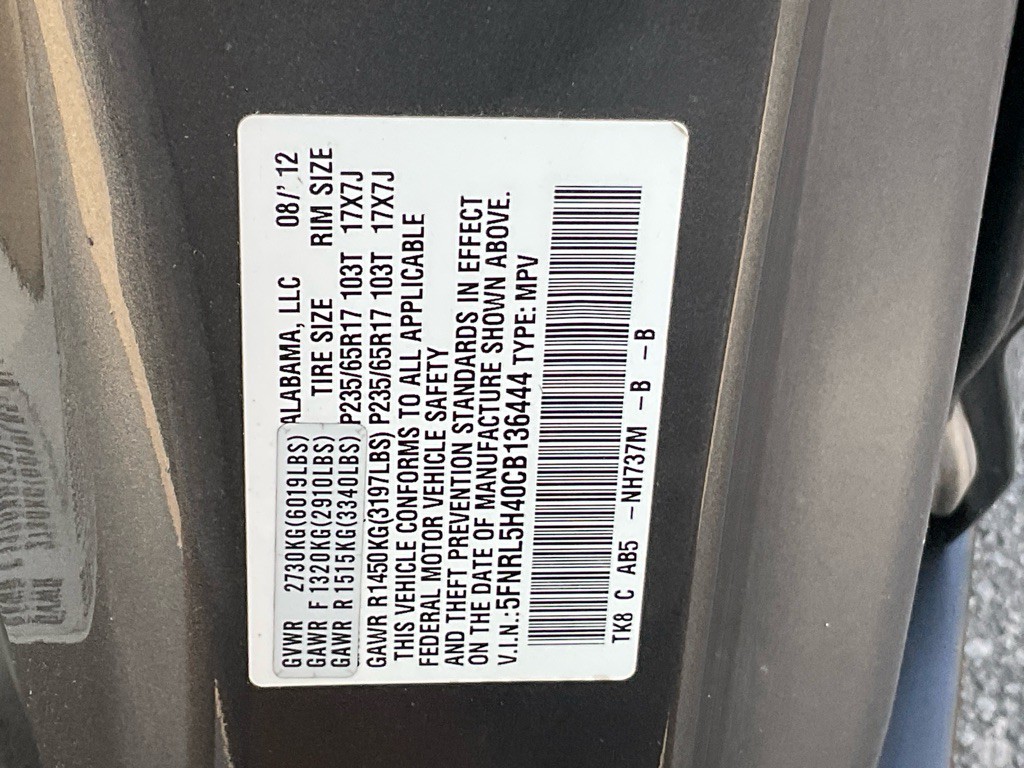 ALABAMA, LLC 08/'12
GVWR 2730KG(6019LBS) TIRE SIZE RIM SIZE
GAWR F 1320KG(2910LBS) P235/65R17 103T 17X7J
GAWR R 1515KG(3340LBS)
GAWR R1450KG(3197LBS) P235/65R17 103T 17X7J
THIS VEHICLE CONFORMS TO ALL APPLICABLE
FEDERAL MOTOR VEHICLE SAFETY
AND THEFT PREVENTION STANDARDS IN EFFECT
ON THE DATE OF MANUFACTURE SHOWN ABOVE.
V.I.N.:5FNRL5H40CB136444 TYPE: MPV
TK8 C AB5 -NH737M -B -B